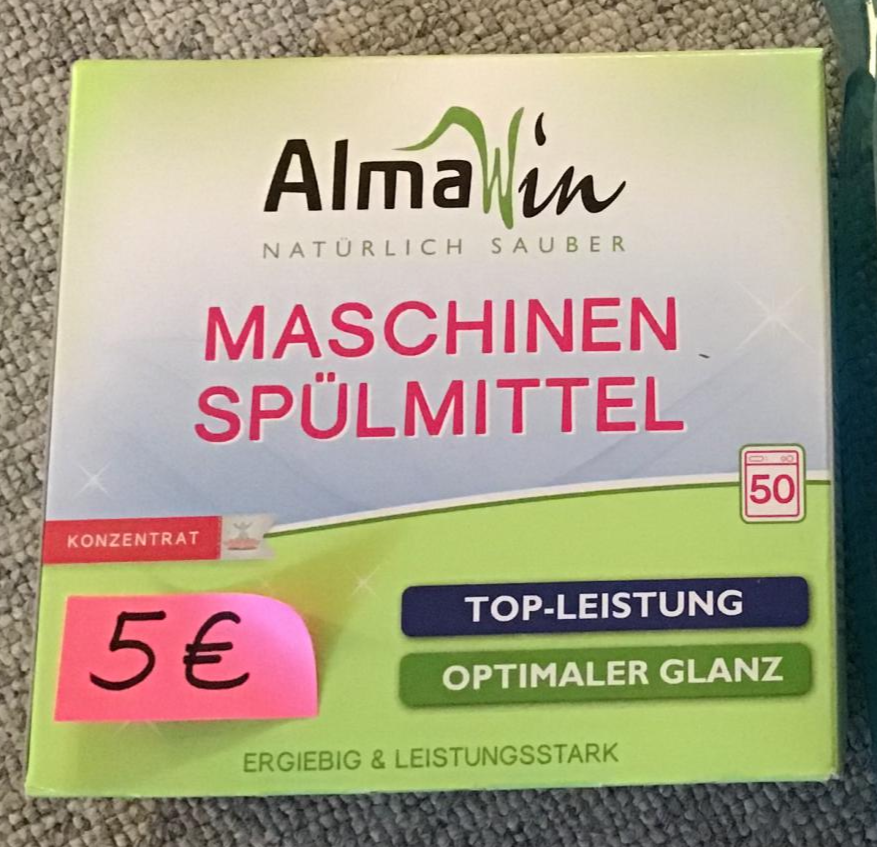 AlmaWin
NATÜRLICH SAUBER
MASCHINEN
SPÜLMITTEL
50
KONZENTRAT
5€
TOP-LEISTUNG
OPTIMALER GLANZ
ERGIEBIG & LEISTUNGSSTARK